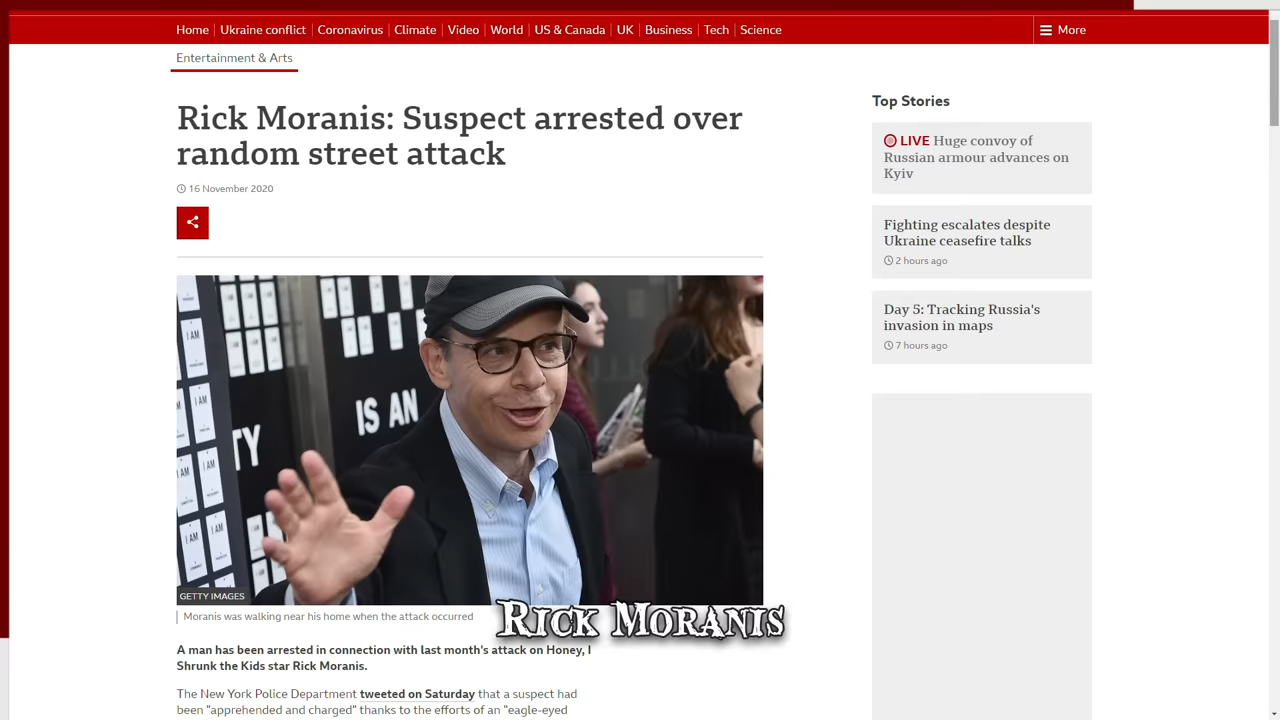 Home Ukraine conflict Coronavirus Climate Video World US & Canada UK Business Tech Science More
Entertainment & Arts
Rick Moranis: Suspect arrested over
random street attack
16 November 2020
I AM
I AM
I AM
I AM
I AM
TY
IS AN
GETTY IMAGES
Moranis was walking near his home when the attack occurred
RICK MORANIS
A man has been arrested in connection with last month's attack on Honey, I
Shrunk the Kids star Rick Moranis.
The New York Police Department tweeted on Saturday that a suspect had
been "apprehended and charged" thanks to the efforts of an "eagle-eyed
Top Stories
LIVE Huge convoy of
Russian armour advances on
Kyiv
Fighting escalates despite
Ukraine ceasefire talks
2 hours ago
Day 5: Tracking Russia's
invasion in maps
7 hours ago